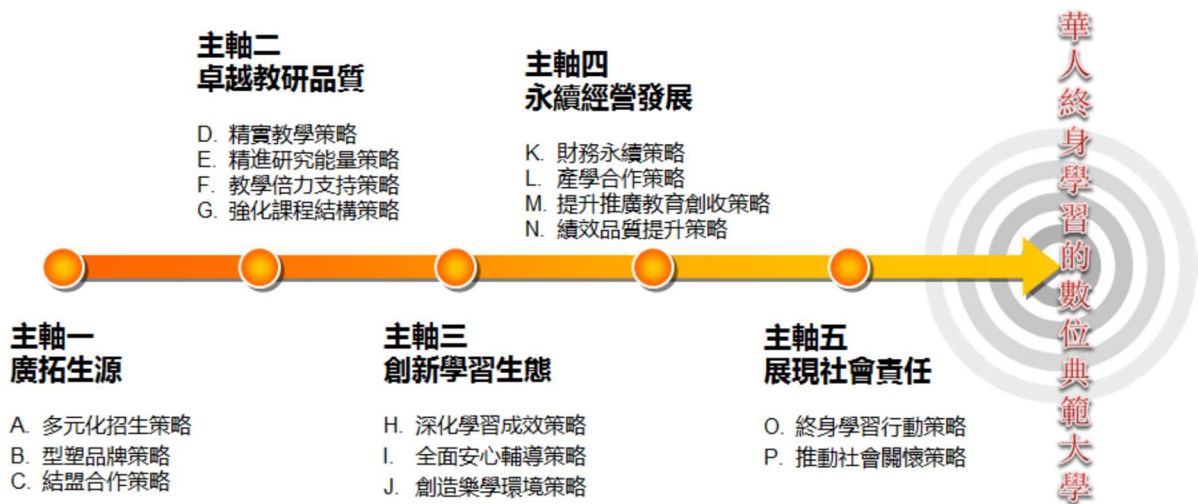 主軸一
廣拓生源
A. 多元化招生策略
B. 型塑品牌策略
C. 結盟合作策略
主軸二
卓越教研品質
D. 精實教學策略
E. 精進研究能量策略
F. 教學倍力支持策略
G. 強化課程結構策略
主軸三
創新學習生態
H. 深化學習成效策略
I. 全面安心輔導策略
J. 創造樂學環境策略
主軸四
永續經營發展
K. 財務永續策略
L. 產學合作策略
M. 提升推廣教育創收策略
N. 績效品質提升策略
主軸五
展現社會責任
O. 終身學習行動策略
P. 推動社會關懷策略
華人終身學習的數位典範大學